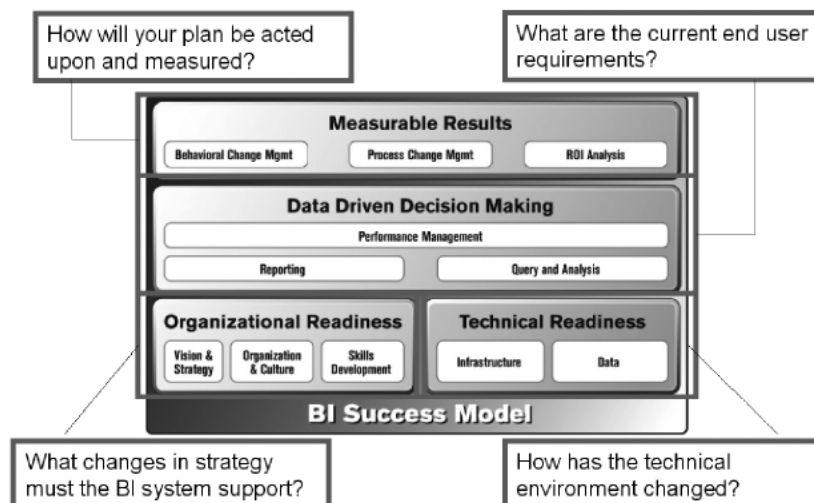 How will your plan be acted
upon and measured?
What are the current end user
requirements?
Measurable Results
Behavioral Change Mgmt
Process Change Mgmt
ROI Analysis
Data Driven Decision Making
Performance Management
Reporting
Query and Analysis
Organizational Readiness
Vision &
Strategy
Organization
& Culture
Skills
Development
Technical Readiness
Infrastructure
Data
BI Success Model
What changes in strategy
must the BI system support?
How has the technical
environment changed?